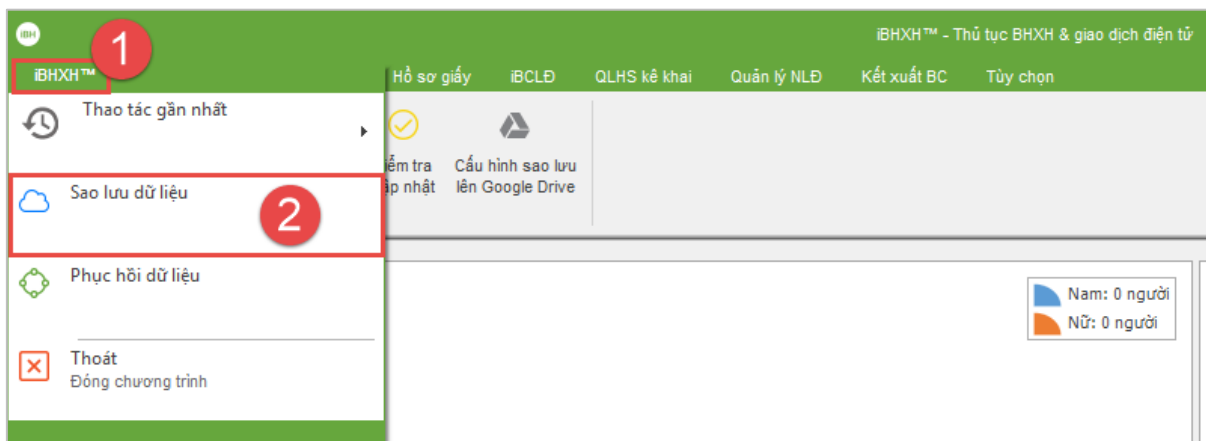 iBH
iBHXH™ - Thủ tục BHXH & giao dịch điện tử
1
iBHXH™
Hồ sơ giấy
iBCLĐ
QLHS kê khai
Quản lý NLĐ
Kết xuất BC
Tùy chọn
Thao tác gần nhất
Sao lưu dữ liệu
2
Phục hồi dữ liệu
Thoát
Đóng chương trình
iểm tra
ập nhật
Cấu hình sao lưu
lên Google Drive
Nam: 0 người
Nữ: 0 người